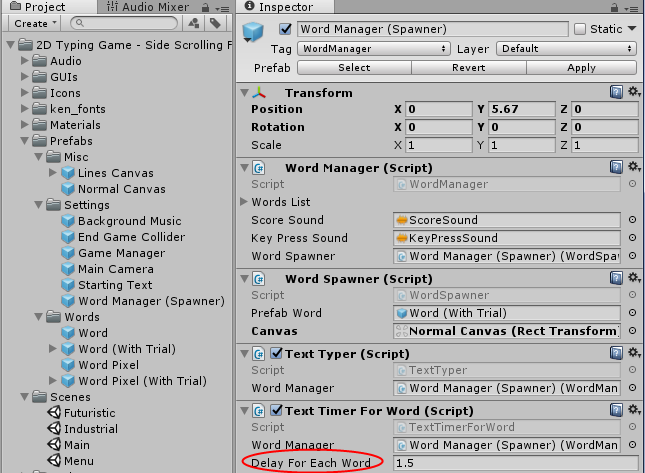 Project
Audio Mixer
Create
2D Typing Game - Side Scrolling F
Audio
GUIs
Icons
ken_fonts
Materials
Prefabs
Misc
Lines Canvas
Normal Canvas
Settings
Background Music
End Game Collider
Game Manager
Main Camera
Starting Text
Word Manager (Spawner)
Words
Word
Word (With Trial)
Word Pixel
Word Pixel (With Trial)
Scenes
Futuristic
Industrial
Main
Menu
Inspector
Word Manager (Spawner) Static
Tag WordManager Layer Default
Prefab Select Revert Apply
Transform
Position X 0 Y 5.67 Z 0
Rotation X 0 Y 0 Z 0
Scale X 1 Y 1 Z 1
Word Manager (Script)
Script WordManager
Words List
Score Sound ScoreSound
Key Press Sound KeyPressSound
Word Spawner Word Manager (Spawner) (WordSpa
Word Spawner (Script)
Script WordSpawner
Prefab Word Word (With Trial)
Canvas Normal Canvas (Rect Transform
Text Typer (Script)
Script TextTyper
Word Manager Word Manager (Spawner) (WordMan
Text Timer For Word (Script)
Script TextTimerForWord
Word Manager Word Manager (Spawner) (WordMan
Delay For Each Word 1.5